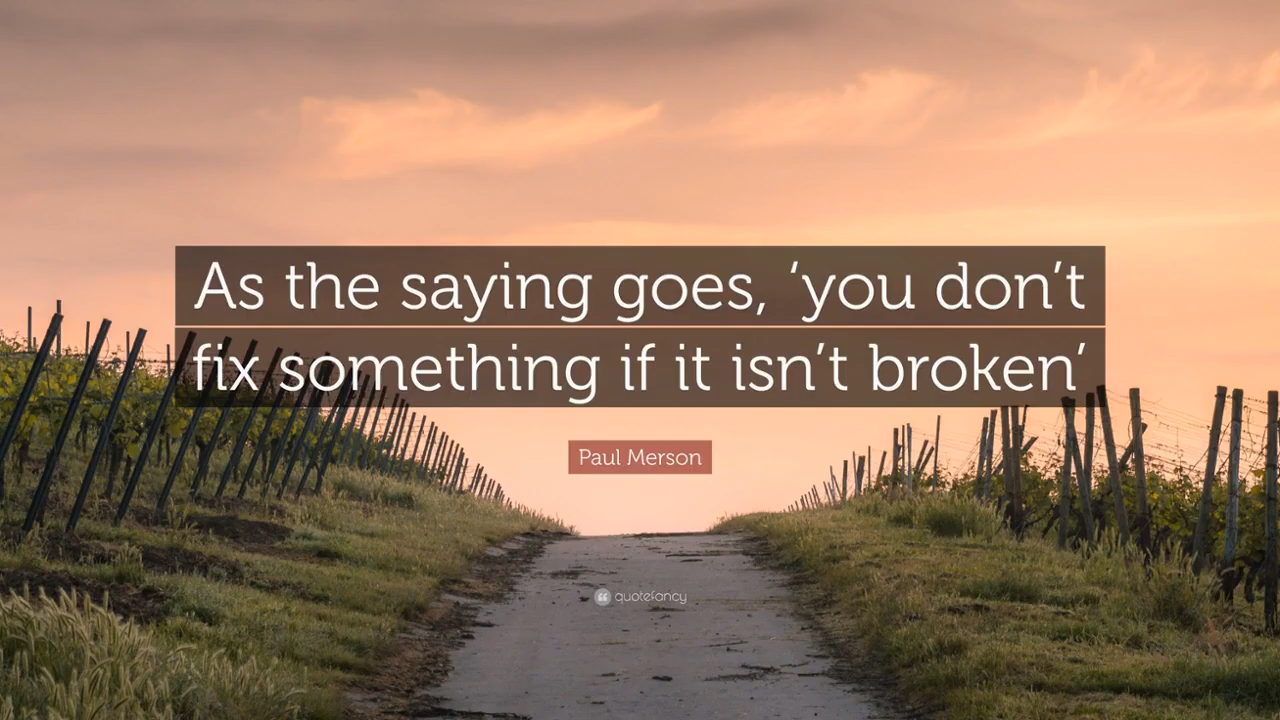 As the saying goes, ‘you don’t
fix something if it isn’t broken’
Paul Merson
quotefancy